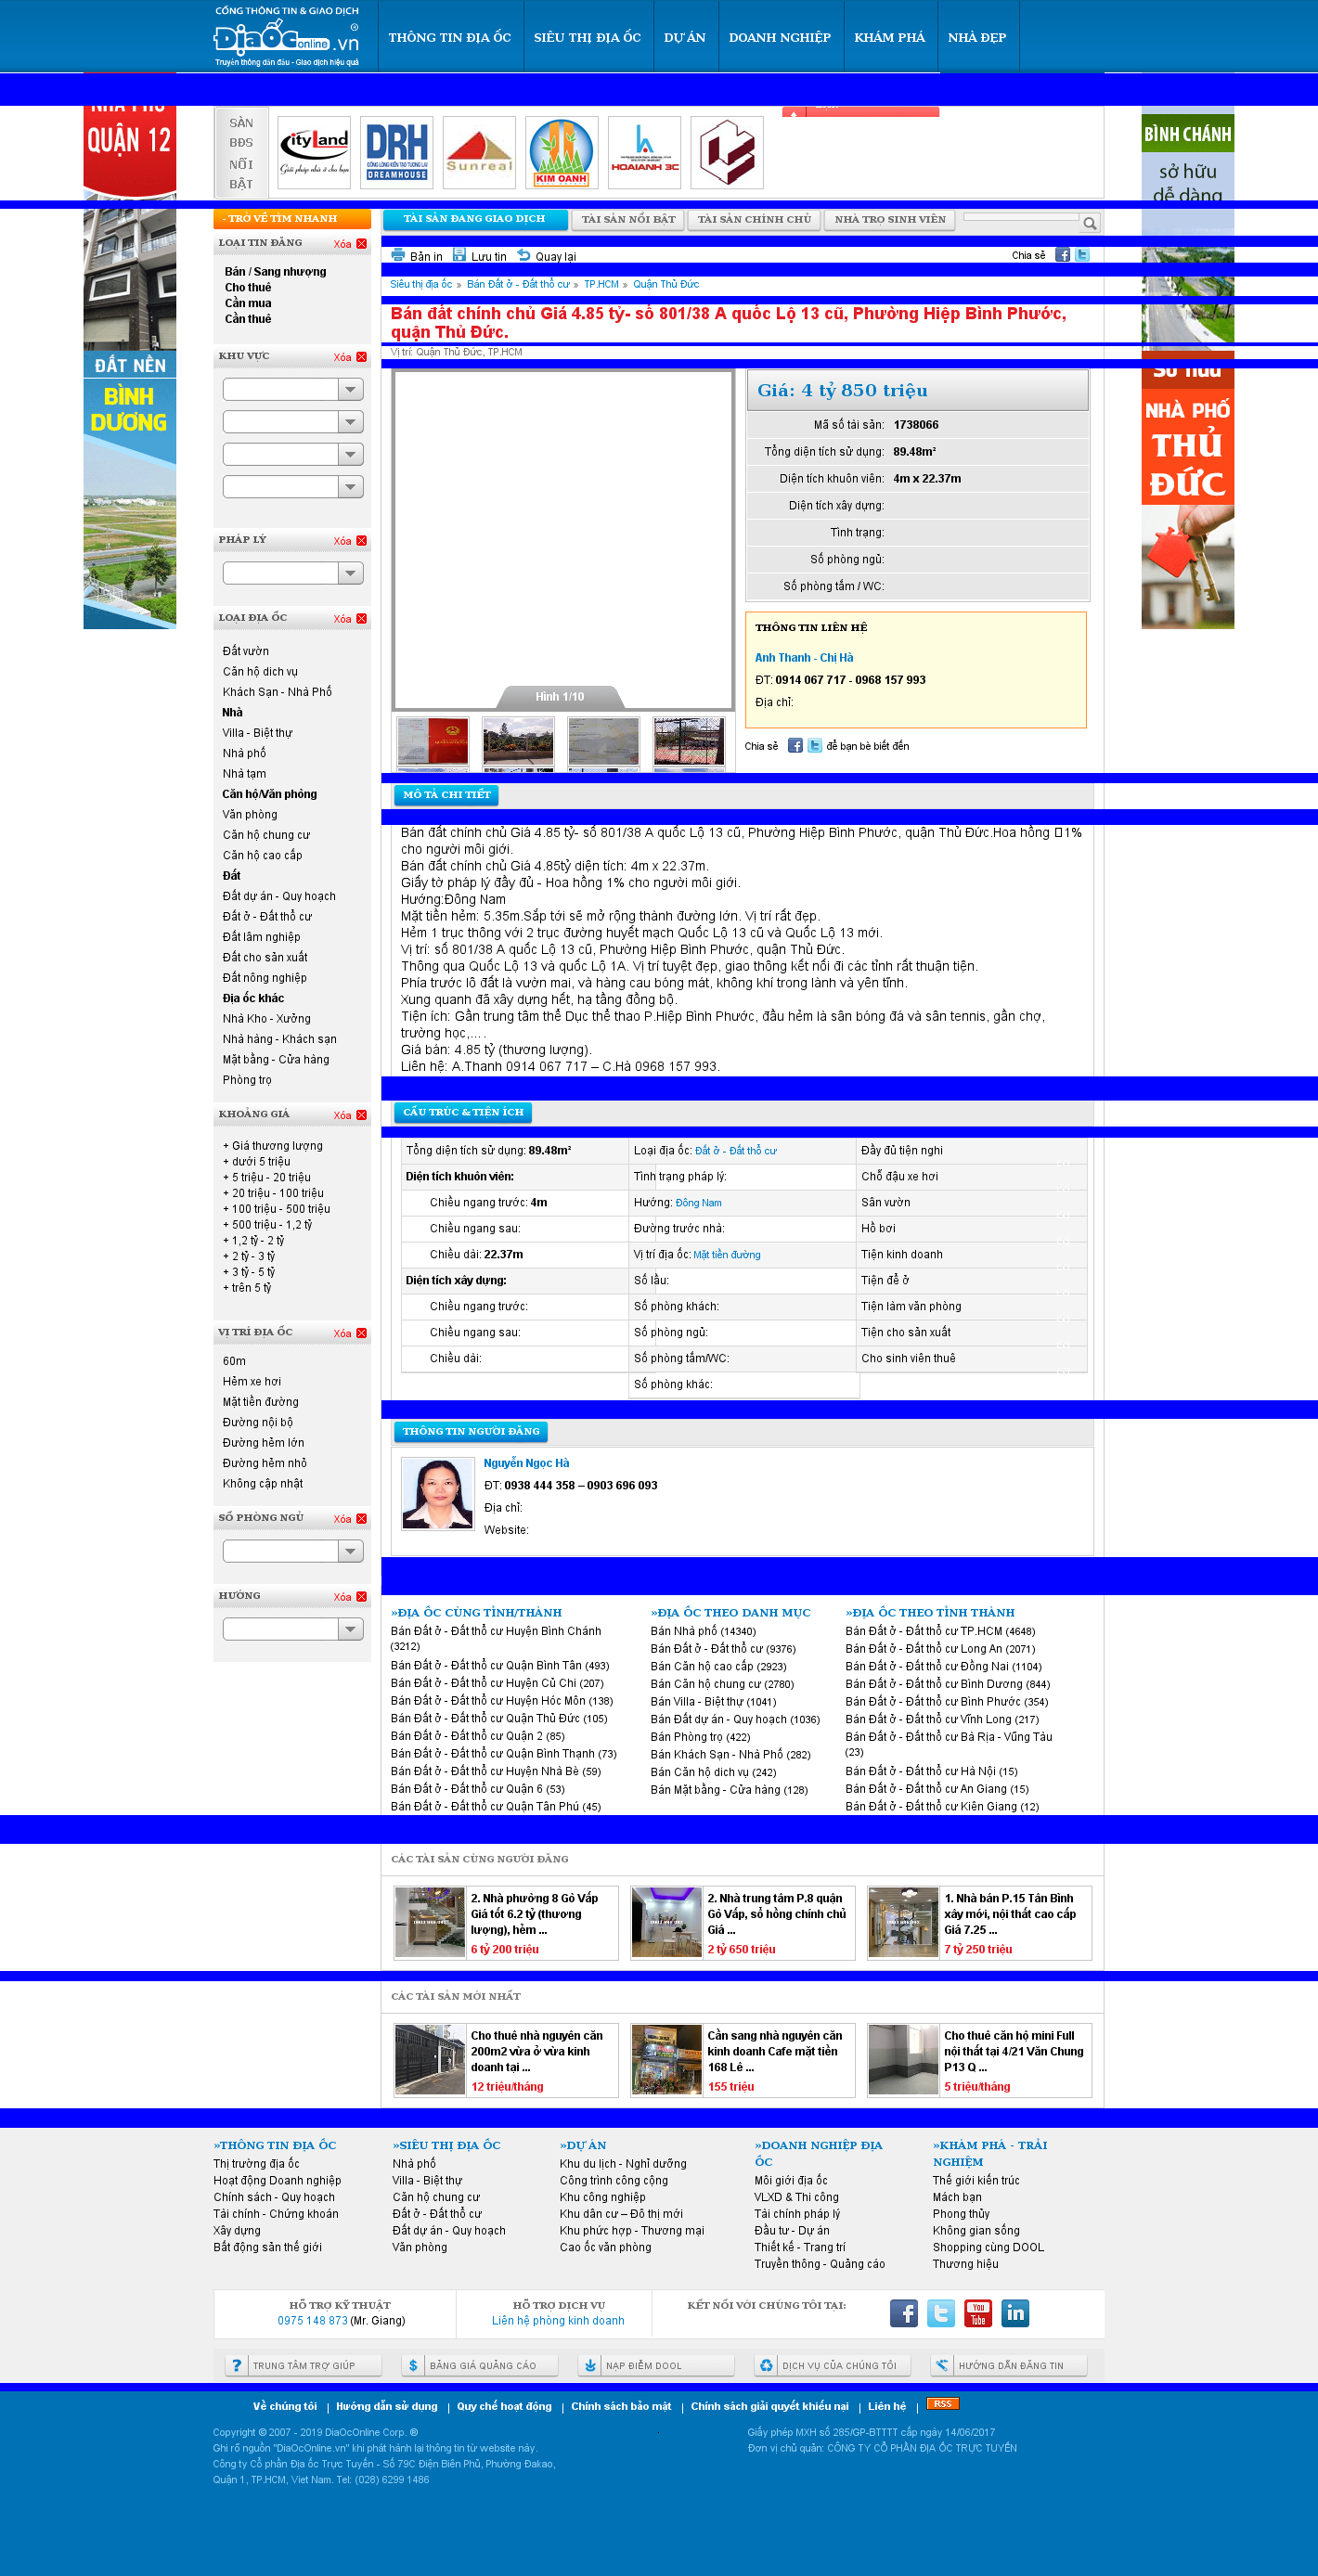 CỔNG THÔNG TIN & GIAO DỊCH
DiaỐc online.vn ®
Truyền thông dẫn đầu - Giao dịch hiệu quả
THÔNG TIN ĐỊA ỐC
SIÊU THỊ ĐỊA ỐC
DỰ ÁN
DOANH NGHIỆP
KHÁM PHÁ
NHÀ ĐẸP
NHÀ PHỐ
QUẬN 12
ĐẤT NỀN
BÌNH
DƯƠNG
SÀN
BĐS
NỔI
BẬT
cityLand
Giải pháp nhà ở cho bạn
DRH
DREAMHOUSE
Sunreal
KIM OANH
HOAIANH 3C
BÌNH CHÁNH
sở hữu
dễ dàng
Sở hữu
NHÀ PHỐ
THỦ
ĐỨC
- TRỞ VỀ TÌM NHANH
TÀI SẢN ĐANG GIAO DỊCH
TÀI SẢN NỔI BẬT
TÀI SẢN CHÍNH CHỦ
NHÀ TRỌ SINH VIÊN
LOẠI TIN ĐĂNG
Xóa
Bán / Sang nhượng
Cho thuê
Cần mua
Cần thuê
KHU VỰC
Xóa
PHÁP LÝ
Xóa
LOẠI ĐỊA ỐC
Xóa
Đất vườn
Căn hộ dich vụ
Khách Sạn - Nhà Phố
Nhà
Villa - Biệt thự
Nhà phố
Nhà tạm
Căn hộ/Văn phòng
Văn phòng
Căn hộ chung cư
Căn hộ cao cấp
Đất
Đất dự án - Quy hoạch
Đất ở - Đất thổ cư
Đất lâm nghiệp
Đất cho sản xuất
Đất nông nghiệp
Địa ốc khác
Nhà Kho - Xưởng
Nhà hàng - Khách sạn
Mặt bằng - Cửa hàng
Phòng trọ
KHOẢNG GIÁ
Xóa
+ Giá thương lượng
+ dưới 5 triệu
+ 5 triệu - 20 triệu
+ 20 triệu - 100 triệu
+ 100 triệu - 500 triệu
+ 500 triệu - 1,2 tỷ
+ 1,2 tỷ - 2 tỷ
+ 2 tỷ - 3 tỷ
+ 3 tỷ - 5 tỷ
+ trên 5 tỷ
VỊ TRÍ ĐỊA ỐC
Xóa
60m
Hẻm xe hơi
Mặt tiền đường
Đường nội bộ
Đường hẻm lớn
Đường hẻm nhỏ
Không cập nhật
SỐ PHÒNG NGỦ
Xóa
HƯỚNG
Xóa
Bản in
Lưu tin
Quay lại
Chia sẻ
Siêu thị địa ốc » Bán Đất ở - Đất thổ cư » TP.HCM » Quận Thủ Đức
Bán đất chính chủ Giá 4.85 tỷ- số 801/38 A quốc Lộ 13 cũ, Phường Hiệp Bình Phước,
quận Thủ Đức.
Vị trí: Quận Thủ Đức, TP.HCM
Hình 1/10
Giá: 4 tỷ 850 triệu
Mã số tài sản: 1738066
Tổng diện tích sử dụng: 89.48m²
Diện tích khuôn viên: 4m x 22.37m
Diện tích xây dựng:
Tình trạng:
Số phòng ngủ:
Số phòng tắm / WC:
THÔNG TIN LIÊN HỆ
Anh Thanh - Chị Hà
ĐT: 0914 067 717 - 0968 157 993
Địa chỉ:
Chia sẻ để bạn bè biết đến
MÔ TẢ CHI TIẾT
Bán đất chính chủ Giá 4.85 tỷ- số 801/38 A quốc Lộ 13 cũ, Phường Hiệp Bình Phước, quận Thủ Đức.Hoa hồng 1%
cho người môi giới.
Bán đất chính chủ Giá 4.85tỷ diện tích: 4m x 22.37m.
Giấy tờ pháp lý đầy đủ - Hoa hồng 1% cho người môi giới.
Hướng:Đông Nam
Mặt tiền hẻm: 5.35m.Sắp tới sẽ mở rộng thành đường lớn. Vị trí rất đẹp.
Hẻm 1 trục thông với 2 trục đường huyết mạch Quốc Lộ 13 cũ và Quốc Lộ 13 mới.
Vị trí: số 801/38 A quốc Lộ 13 cũ, Phường Hiệp Bình Phước, quận Thủ Đức.
Thông qua Quốc Lộ 13 và quốc Lộ 1A. Vị trí tuyệt đẹp, giao thông kết nối đi các tỉnh rất thuận tiện.
Phía trước lô đất là vườn mai, và hàng cau bóng mát, không khí trong lành và yên tĩnh.
Xung quanh đã xây dựng hết, hạ tầng đồng bộ.
Tiện ích: Gần trung tâm thể Dục thể thao P.Hiệp Bình Phước, đầu hẻm là sân bóng đá và sân tennis, gần chợ,
trường học,….
Giá bán: 4.85 tỷ (thương lượng).
Liên hệ: A.Thanh 0914 067 717 – C.Hà 0968 157 993.
CẤU TRÚC & TIỆN ÍCH
Tổng diện tích sử dụng: 89.48m²
Diện tích khuôn viên:
Chiều ngang trước: 4m
Chiều ngang sau:
Chiều dài: 22.37m
Diện tích xây dựng:
Chiều ngang trước:
Chiều ngang sau:
Chiều dài:
Loại địa ốc: Đất ở - Đất thổ cư
Tình trạng pháp lý:
Hướng: Đông Nam
Đường trước nhà:
Vị trí địa ốc: Mặt tiền đường
Số lầu:
Số phòng khách:
Số phòng ngủ:
Số phòng tắm/WC:
Số phòng khác:
Đầy đủ tiện nghi
Chỗ đậu xe hơi
Sân vườn
Hồ bơi
Tiện kinh doanh
Tiện để ở
Tiện làm văn phòng
Tiện cho sản xuất
Cho sinh viên thuê
THÔNG TIN NGƯỜI ĐĂNG
Nguyễn Ngọc Hà
ĐT: 0938 444 358 – 0903 696 093
Địa chỉ:
Website:
»ĐỊA ỐC CÙNG TỈNH/THÀNH
Bán Đất ở - Đất thổ cư Huyện Bình Chánh
(3212)
Bán Đất ở - Đất thổ cư Quận Bình Tân (493)
Bán Đất ở - Đất thổ cư Huyện Củ Chi (207)
Bán Đất ở - Đất thổ cư Huyện Hóc Môn (138)
Bán Đất ở - Đất thổ cư Quận Thủ Đức (105)
Bán Đất ở - Đất thổ cư Quận 2 (85)
Bán Đất ở - Đất thổ cư Quận Bình Thạnh (73)
Bán Đất ở - Đất thổ cư Huyện Nhà Bè (59)
Bán Đất ở - Đất thổ cư Quận 6 (53)
Bán Đất ở - Đất thổ cư Quận Tân Phú (45)
»ĐỊA ỐC THEO DANH MỤC
Bán Nhà phố (14340)
Bán Đất ở - Đất thổ cư (9376)
Bán Căn hộ cao cấp (2923)
Bán Căn hộ chung cư (2780)
Bán Villa - Biệt thự (1041)
Bán Đất dự án - Quy hoạch (1036)
Bán Phòng trọ (422)
Bán Khách Sạn - Nhà Phố (282)
Bán Căn hộ dich vụ (242)
Bán Mặt bằng - Cửa hàng (128)
»ĐỊA ỐC THEO TỈNH THÀNH
Bán Đất ở - Đất thổ cư TP.HCM (4648)
Bán Đất ở - Đất thổ cư Long An (2071)
Bán Đất ở - Đất thổ cư Đồng Nai (1104)
Bán Đất ở - Đất thổ cư Bình Dương (844)
Bán Đất ở - Đất thổ cư Bình Phước (354)
Bán Đất ở - Đất thổ cư Vĩnh Long (217)
Bán Đất ở - Đất thổ cư Bà Rịa - Vũng Tàu
(23)
Bán Đất ở - Đất thổ cư Hà Nội (15)
Bán Đất ở - Đất thổ cư An Giang (15)
Bán Đất ở - Đất thổ cư Kiên Giang (12)
CÁC TÀI SẢN CÙNG NGƯỜI ĐĂNG
2. Nhà phường 8 Gò Vấp
Giá tốt 6.2 tỷ (thương
lượng), hẻm ...
6 tỷ 200 triệu
2. Nhà trung tâm P.8 quận
Gò Vấp, sổ hồng chính chủ
Giá ...
2 tỷ 650 triệu
1. Nhà bán P.15 Tân Bình
xây mới, nội thất cao cấp
Giá 7.25 ...
7 tỷ 250 triệu
CÁC TÀI SẢN MỚI NHẤT
Cho thuê nhà nguyên căn
200m2 vừa ở vừa kinh
doanh tại ...
12 triệu/tháng
Cần sang nhà nguyên căn
kinh doanh Cafe mặt tiền
168 Lê ...
155 triệu
Cho thuê căn hộ mini Full
nội thất tại 4/21 Văn Chung
P13 Q ...
5 triệu/tháng
»THÔNG TIN ĐỊA ỐC
Thị trường địa ốc
Hoạt động Doanh nghiệp
Chính sách - Quy hoạch
Tài chính - Chứng khoán
Xây dựng
Bất động sản thế giới
»SIÊU THỊ ĐỊA ỐC
Nhà phố
Villa - Biệt thự
Căn hộ chung cư
Đất ở - Đất thổ cư
Đất dự án - Quy hoạch
Văn phòng
»DỰ ÁN
Khu du lịch - Nghỉ dưỡng
Công trình công cộng
Khu công nghiệp
Khu dân cư – Đô thị mới
Khu phức hợp - Thương mại
Cao ốc văn phòng
»DOANH NGHIỆP ĐỊA
ỐC
Môi giới địa ốc
VLXD & Thi công
Tài chính pháp lý
Đầu tư - Dự án
Thiết kế - Trang trí
Truyền thông - Quảng cáo
»KHÁM PHÁ - TRẢI
NGHIỆM
Thế giới kiến trúc
Mách bạn
Phong thủy
Không gian sống
Shopping cùng DOOL
Thương hiệu
HỖ TRỢ KỸ THUẬT
0975 148 873 (Mr. Giang)
HỖ TRỢ DỊCH VỤ
Liên hệ phòng kinh doanh
KẾT NỐI VỚI CHÚNG TÔI TẠI:
You Tube
TRUNG TÂM TRỢ GIÚP
BẢNG GIÁ QUẢNG CÁO
NẠP ĐIỂM DOOL
DỊCH VỤ CỦA CHÚNG TÔI
HƯỚNG DẪN ĐĂNG TIN
Về chúng tôi | Hướng dẫn sử dụng | Quy chế hoạt động | Chính sách bảo mật | Chính sách giải quyết khiếu nại | Liên hệ | RSS
Copyright © 2007 - 2019 DiaOcOnline Corp. ®
Ghi rõ nguồn "DiaOcOnline.vn" khi phát hành lại thông tin từ website này.
Công ty Cổ phần Địa ốc Trực Tuyến - Số 79C Điện Biên Phủ, Phường Đakao,
Quận 1, TP.HCM, Viet Nam. Tel: (028) 6299 1486
Giấy phép MXH số 285/GP-BTTTT cấp ngày 14/06/2017
Đơn vị chủ quản: CÔNG TY CỔ PHẦN ĐỊA ỐC TRỰC TUYẾN